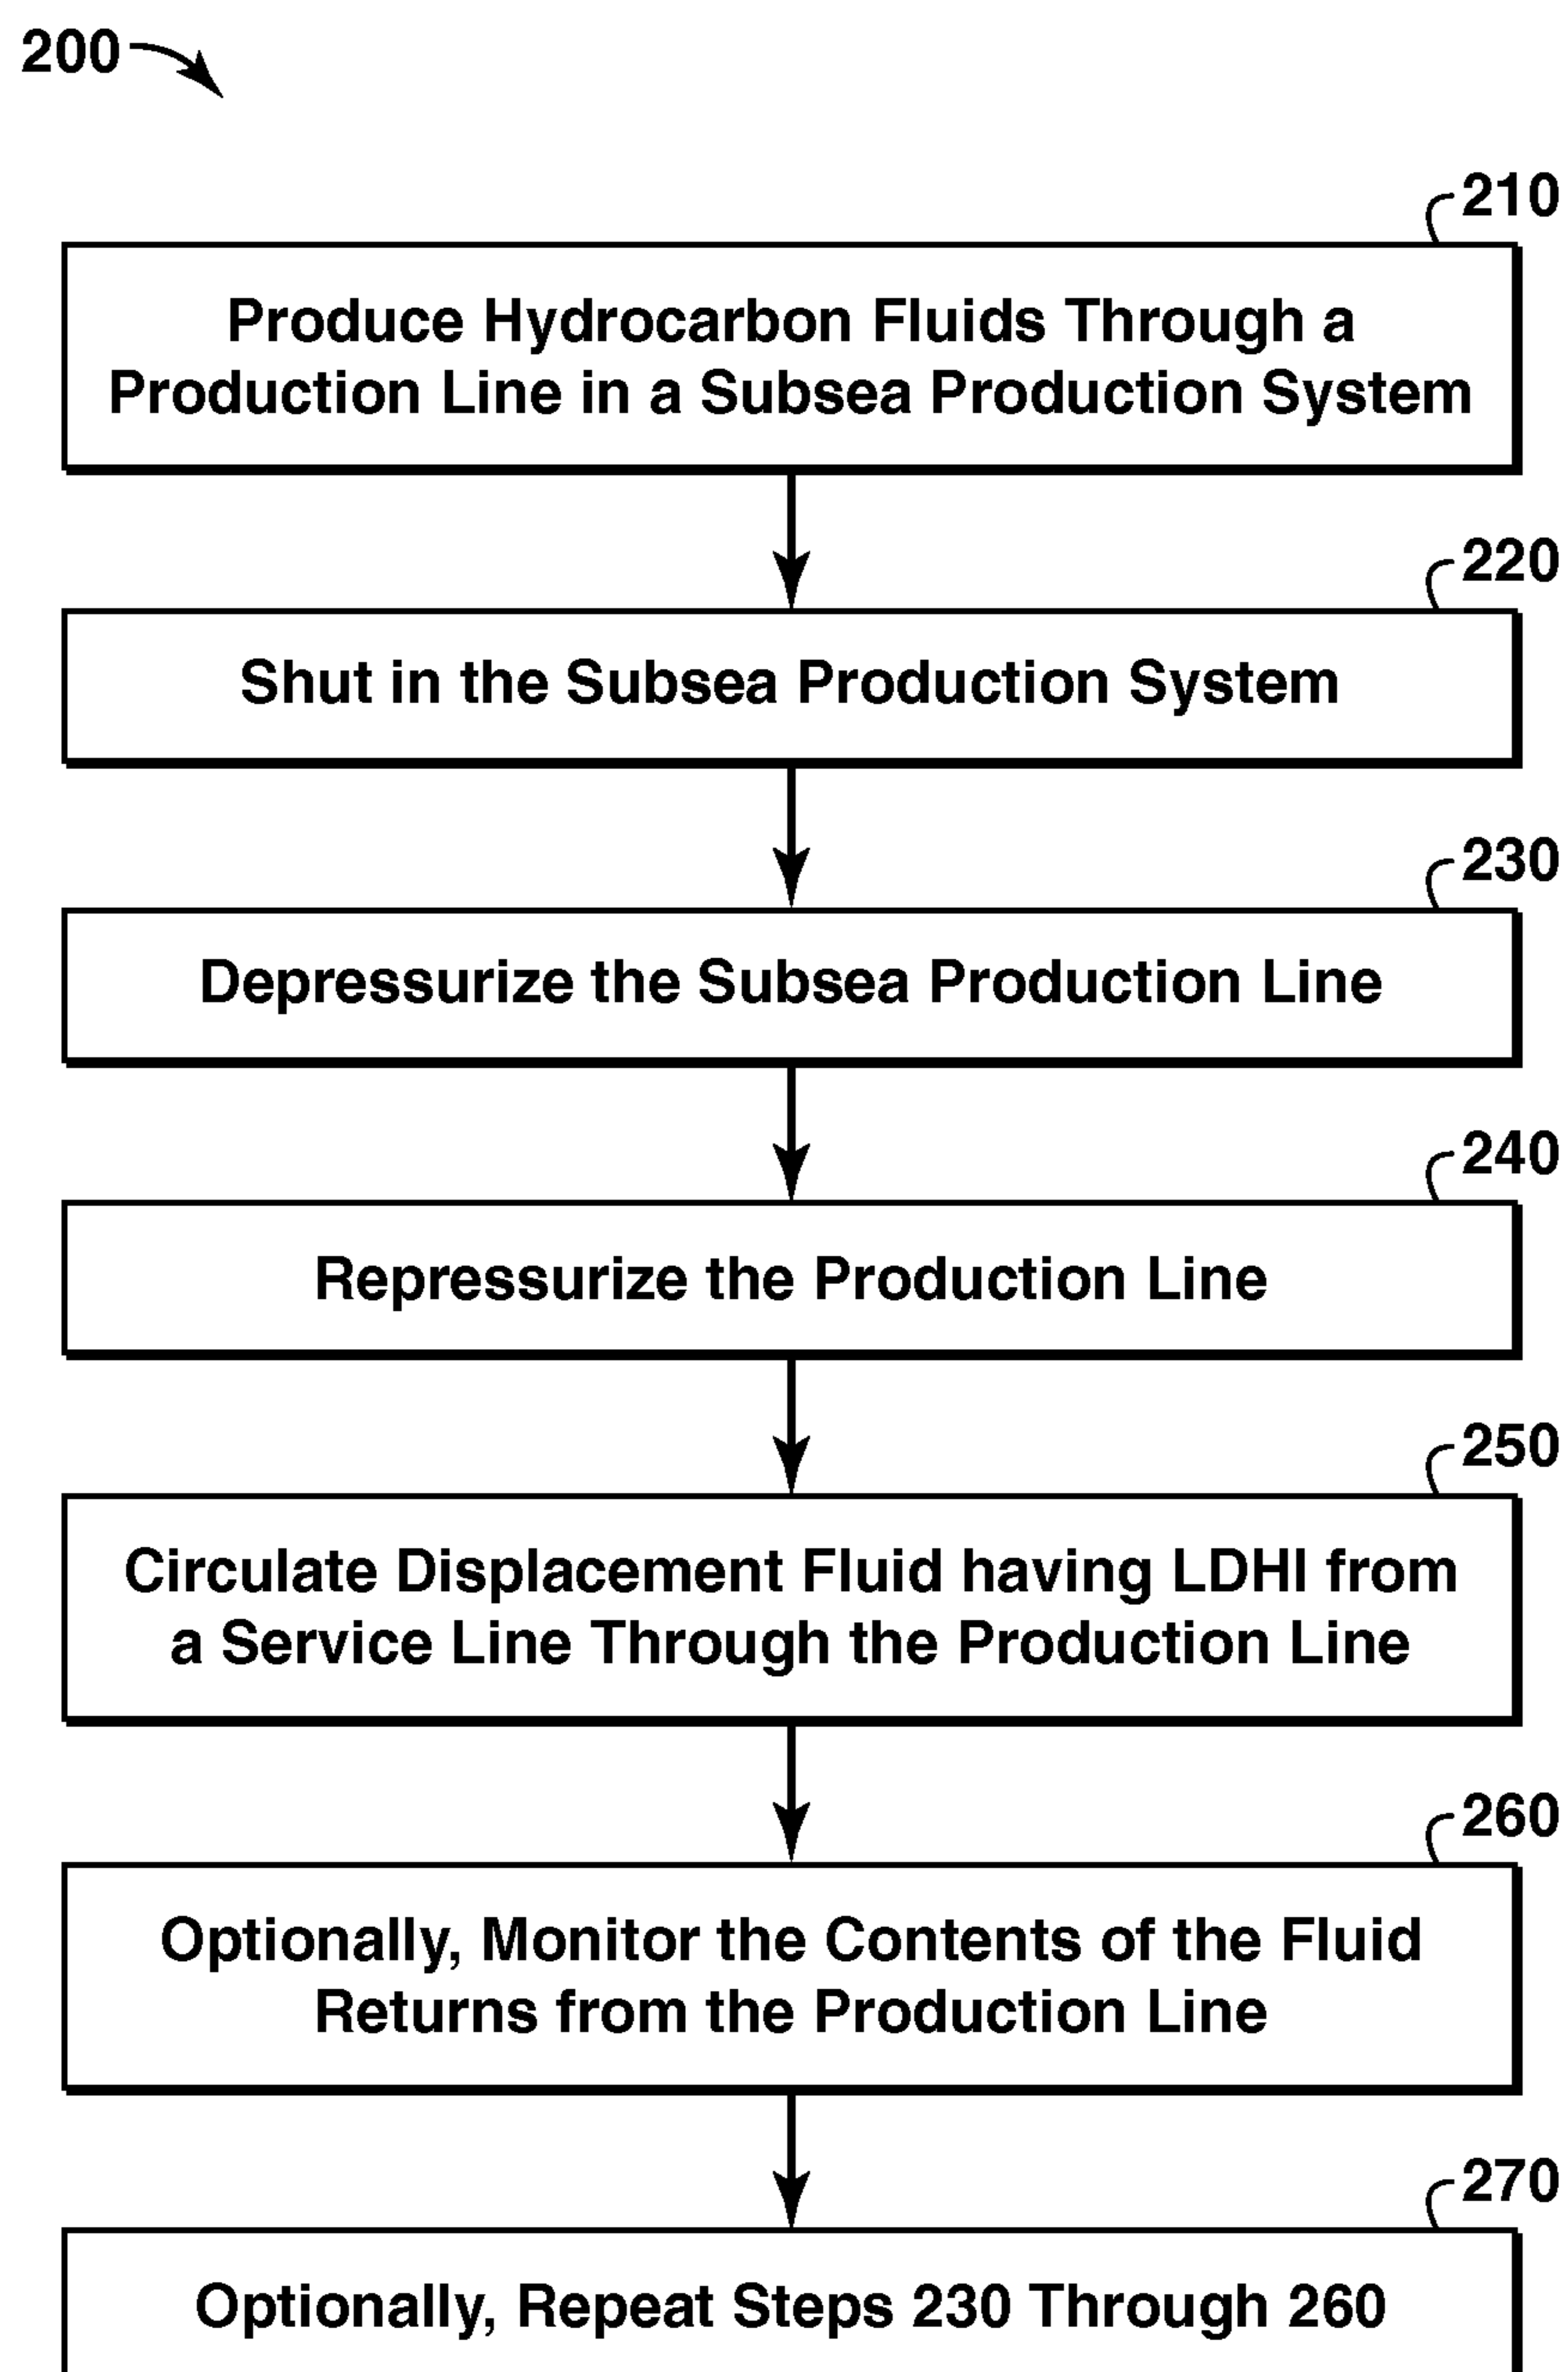 200
210
Produce Hydrocarbon Fluids Through a
Production Line in a Subsea Production System
220
Shut in the Subsea Production System
230
Depressurize the Subsea Production Line
240
Repressurize the Production Line
250
Circulate Displacement Fluid having LDHI from
a Service Line Through the Production Line
260
Optionally, Monitor the Contents of the Fluid
Returns from the Production Line
270
Optionally, Repeat Steps 230 Through 260